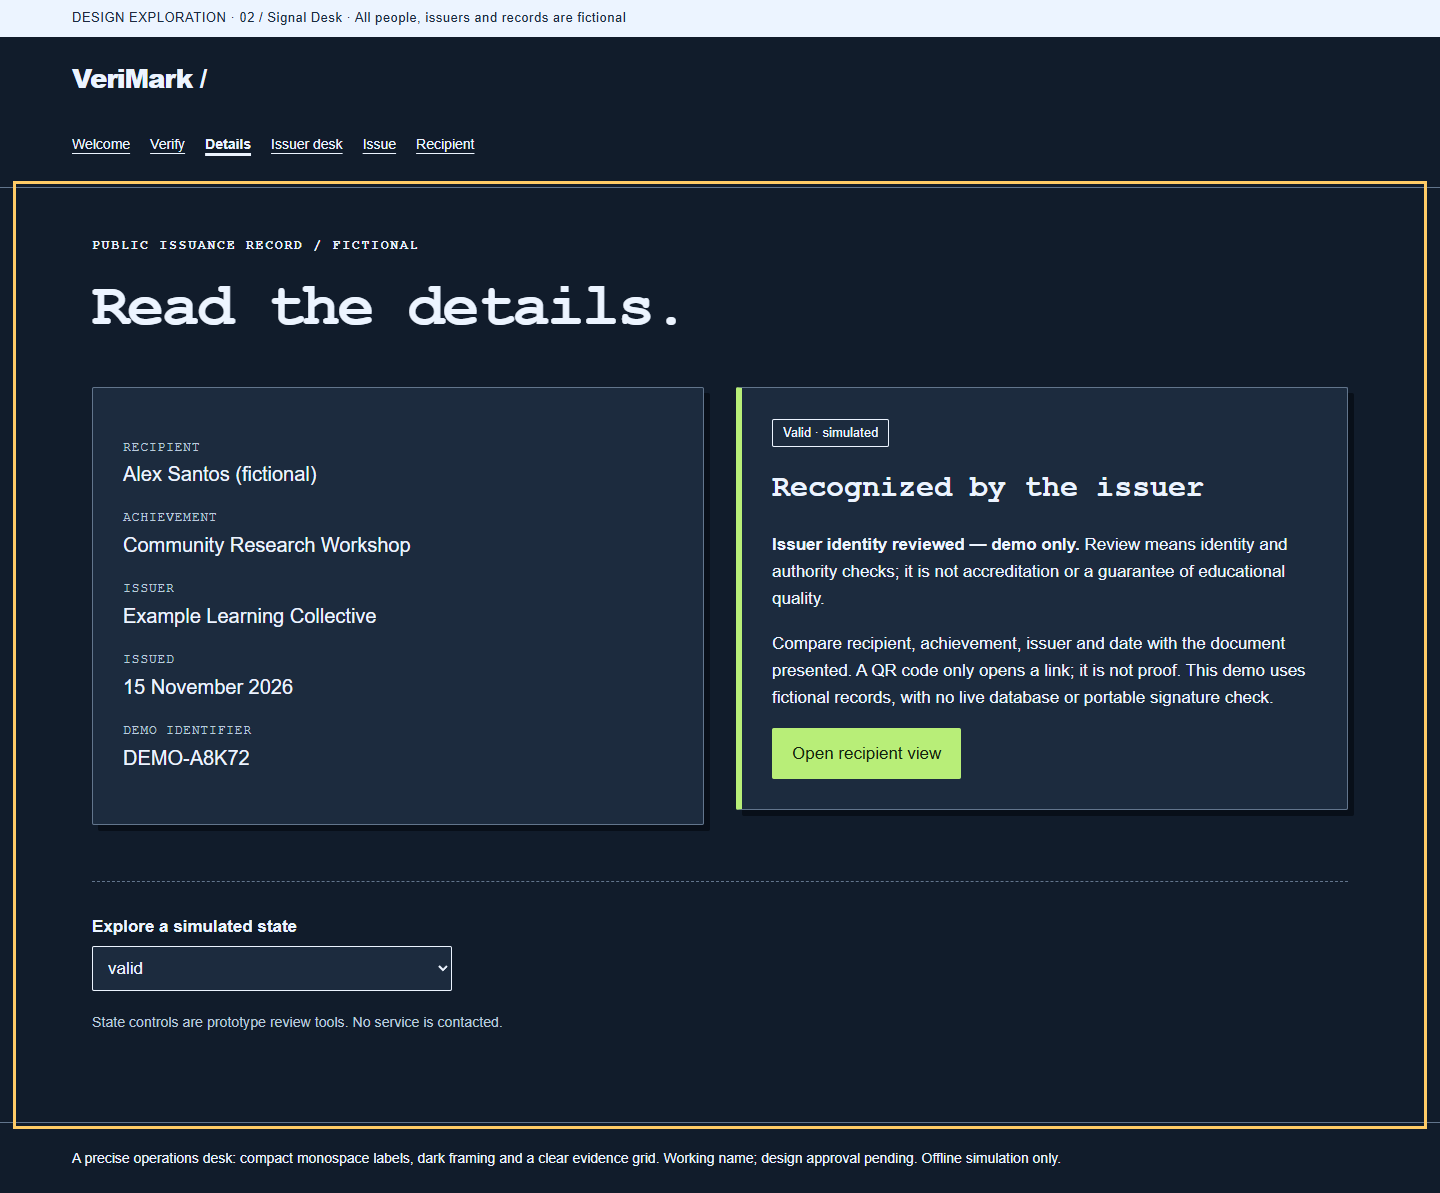 DESIGN EXPLORATION · 02 / Signal Desk · All people, issuers and records are fictional
VeriMark /
Welcome Verify Details Issuer desk Issue Recipient
PUBLIC ISSUANCE RECORD / FICTIONAL
Read the details.
RECIPIENT
Alex Santos (fictional)
ACHIEVEMENT
Community Research Workshop
ISSUER
Example Learning Collective
ISSUED
15 November 2026
DEMO IDENTIFIER
DEMO-A8K72
Valid · simulated
Recognized by the issuer
Issuer identity reviewed — demo only. Review means identity and
authority checks; it is not accreditation or a guarantee of educational
quality.
Compare recipient, achievement, issuer and date with the document
presented. A QR code only opens a link; it is not proof. This demo uses
fictional records, with no live database or portable signature check.
Open recipient view
Explore a simulated state
valid
State controls are prototype review tools. No service is contacted.
A precise operations desk: compact monospace labels, dark framing and a clear evidence grid. Working name; design approval pending. Offline simulation only.